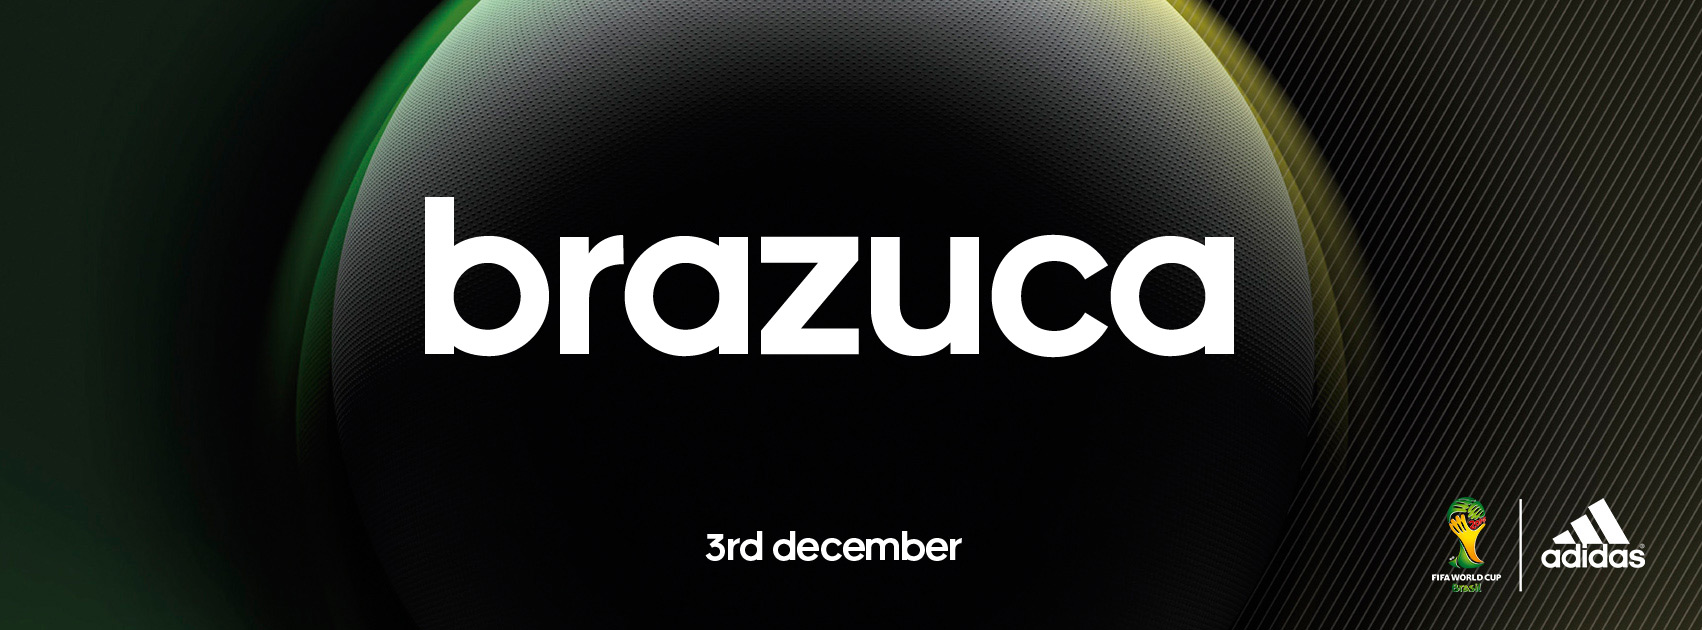 brazuca
3rd december
FIFA WORLD CUP
Brasil
adidas